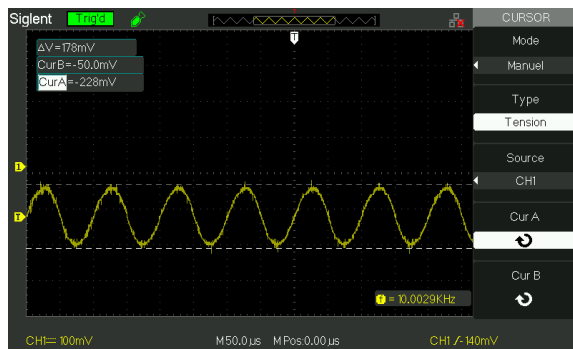 Siglent Trig'd CURSOR
T
Mode
ΔV=178mV
CurB=-50.0mV
Manuel
CurA=-228mV
Type
Tension
Source
1
CH1
T
Cur A
Cur B
f = 10.0029KHz
CH1 100mV M 50.0µs M Pos:0.00µs CH1 -140mV